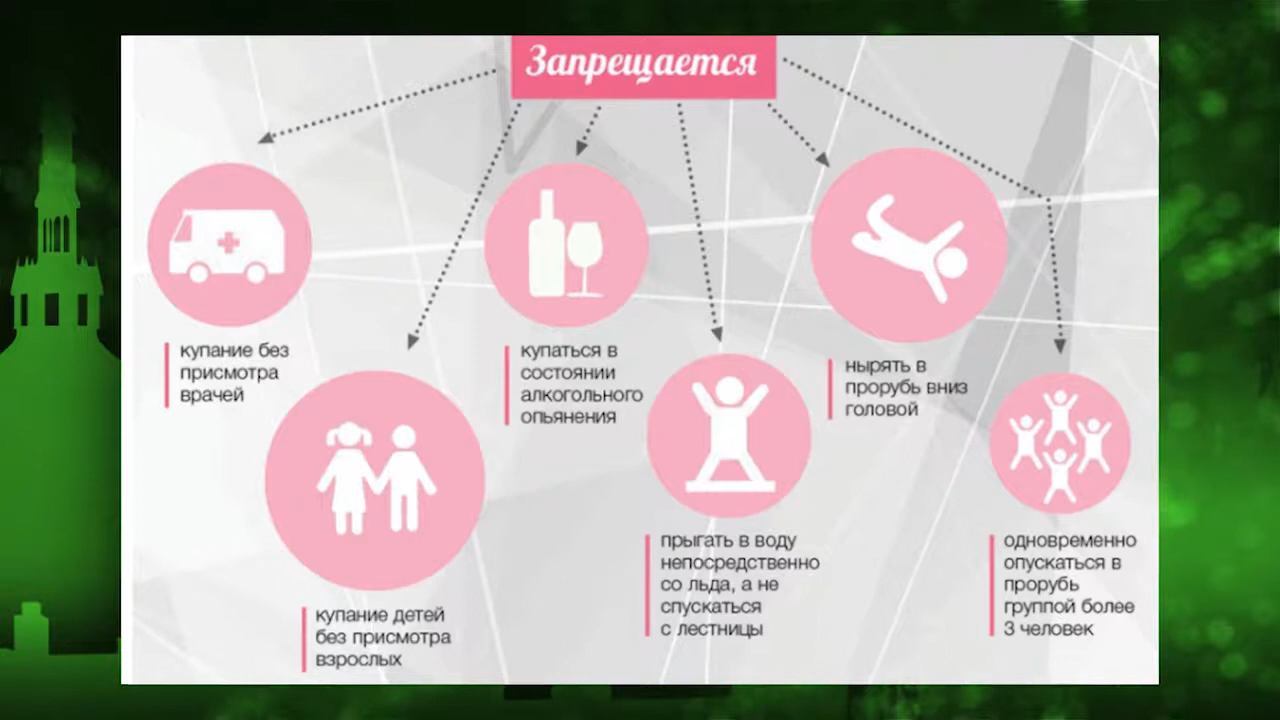 Запрещается
купание без
присмотра
врачей
купание детей
без присмотра
взрослых
купаться в
состоянии
алкогольного
опьянения
прыгать в воду
непосредственно
со льда, а не
спускаться
с лестницы
нырять в
прорубь вниз
головой
одновременно
опускаться в
прорубь
группой более
3 человек